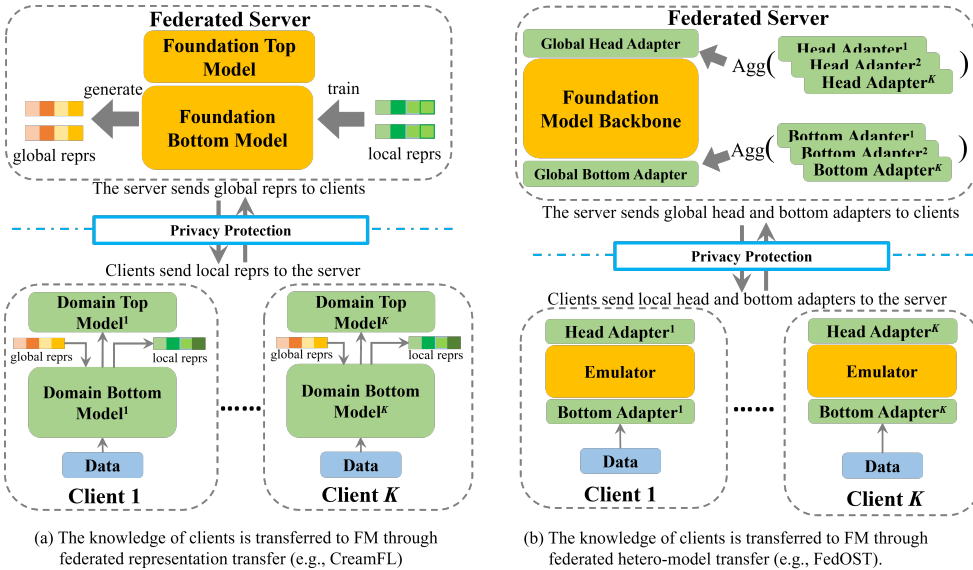 Federated Server
Foundation Top
Model
generate
train
Foundation
Bottom Model
global reprs
local reprs
The server sends global reprs to clients
Privacy Protection
Clients send local reprs to the server
Domain Top
Model¹
global reprs
local reprs
Domain Bottom
Model¹
Data
Client 1
......
Domain Top
Modelᴷ
global reprs
local reprs
Domain Bottom
Modelᴷ
Data
Client K
(a) The knowledge of clients is transferred to FM through
federated representation transfer (e.g., CreamFL)
Federated Server
Global Head Adapter
Foundation
Model Backbone
Global Bottom Adapter
Agg(
Head Adapter¹
Head Adapter²
Head Adapterᴷ
)
Agg(
Bottom Adapter¹
Bottom Adapter²
Bottom Adapterᴷ
)
The server sends global head and bottom adapters to clients
Privacy Protection
Clients send local head and bottom adapters to the server
Head Adapter¹
Emulator
Bottom Adapter¹
Data
Client 1
......
Head Adapterᴷ
Emulator
Bottom Adapterᴷ
Data
Client K
(b) The knowledge of clients is transferred to FM through
federated hetero-model transfer (e.g., FedOST).